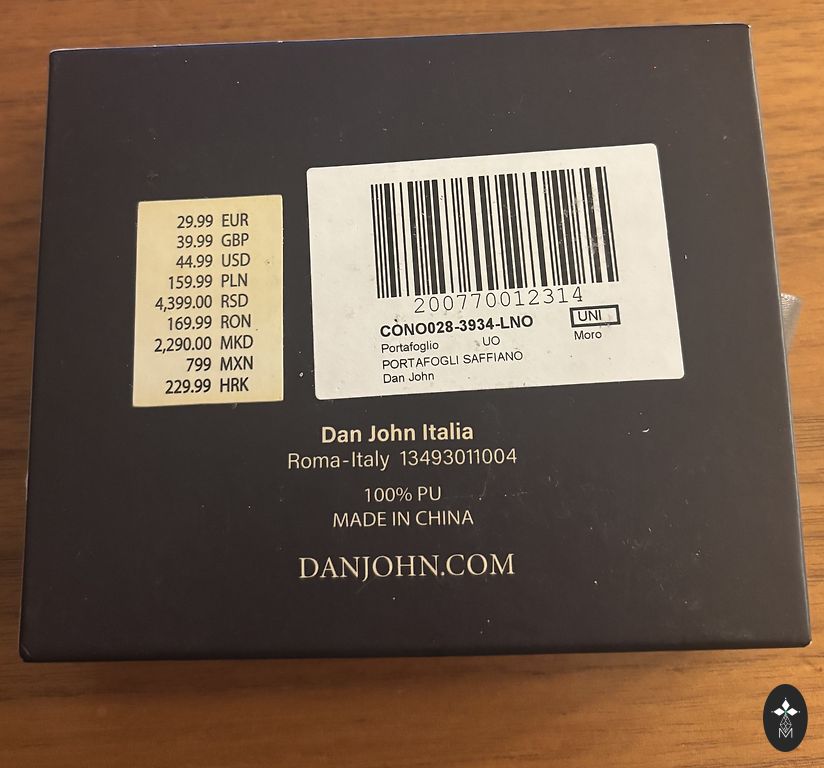 29.99 EUR
39.99 GBP
44.99 USD
159.99 PLN
4,399.00 RSD
169.99 RON
2,290.00 MKD
799 MXN
229.99 HRK
200770012314
CONO028-3934-LNO
UNI
Portafoglio UO
Moro
PORTAFOGLI SAFFIANO
Dan John
Dan John Italia
Roma-Italy 13493011004
100% PU
MADE IN CHINA
DANJOHN.COM
M